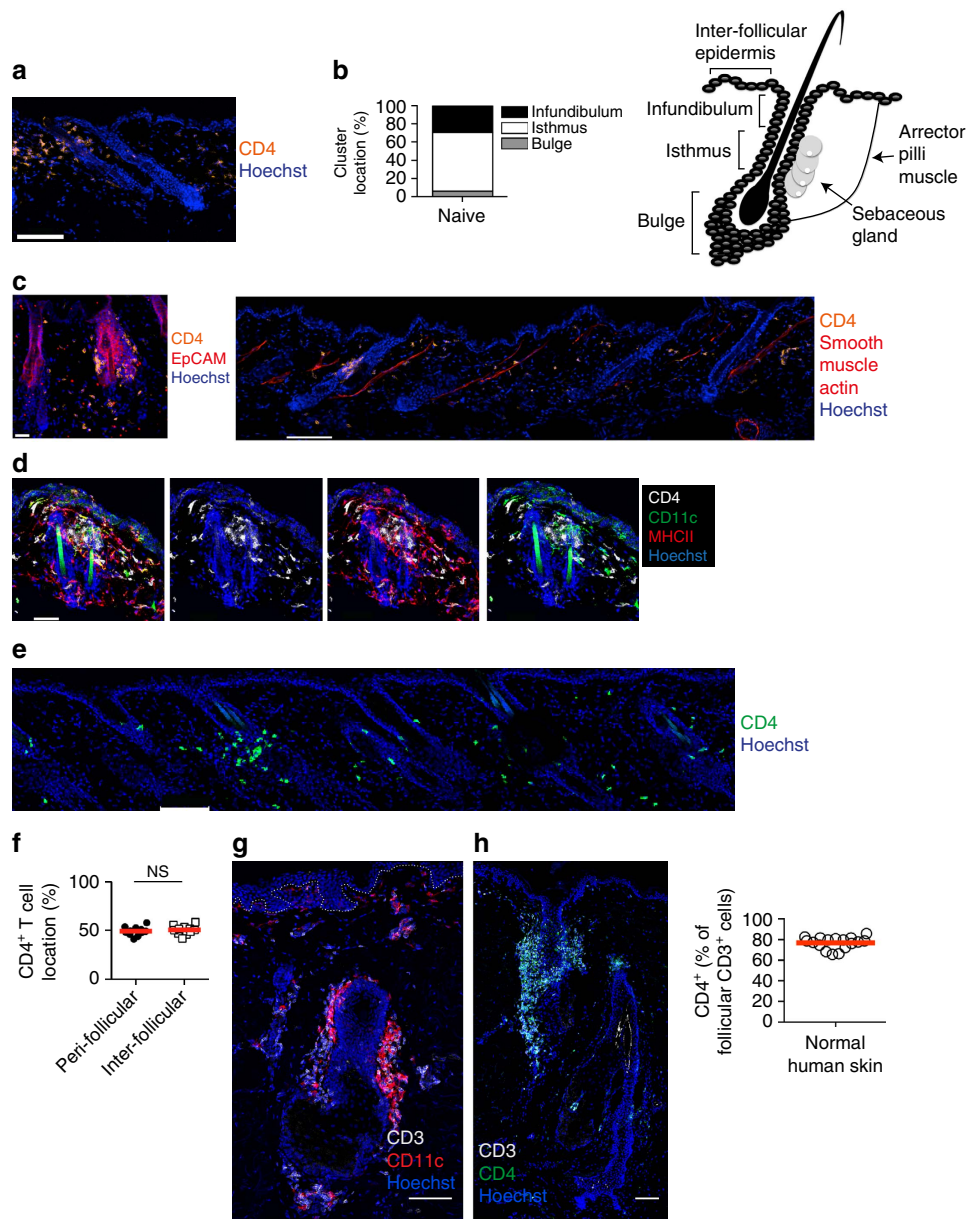 a
CD4
Hoechst
b
Cluster
location (%)
100
80
60
40
20
0
Naive
Infundibulum
Isthmus
Bulge
Inter-follicular
epidermis
Infundibulum
Isthmus
Bulge
Arrector
pilli
muscle
Sebaceous
gland
c
CD4
EpCAM
Hoechst
CD4
Smooth
muscle
actin
Hoechst
d
CD4
CD11c
MHCII
Hoechst
e
CD4
Hoechst
f
CD4⁺ T cell
location (%)
100
50
0
NS
Peri-follicular
Inter-follicular
g
CD3
CD11c
Hoechst
h
CD3
CD4
Hoechst
CD4⁺ (% of
follicular CD3⁺ cells)
100
80
60
40
20
0
Normal
human skin